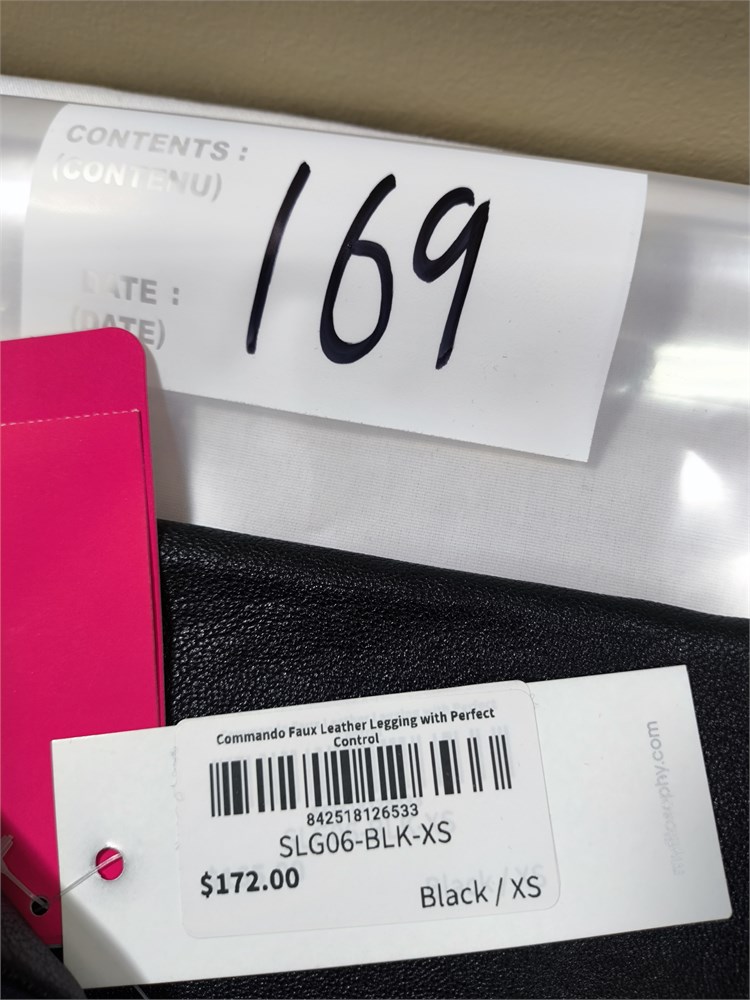 CONTENTS :
(CONTENU)
169
DATE :
(DATE)
Commando Faux Leather Legging with Perfect
Control
842518126533
SLG06-BLK-XS
$172.00
Black / XS